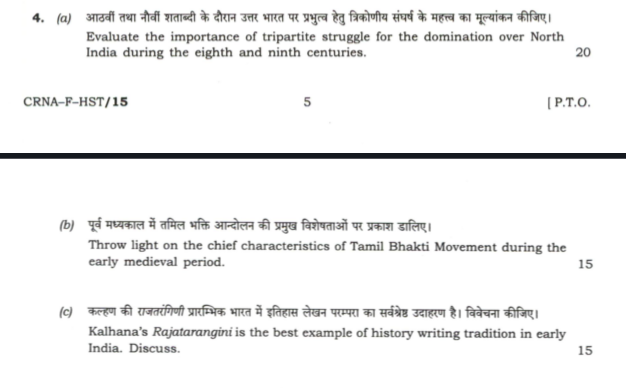 4. (a) आठवीं तथा नौवीं शताब्दी के दौरान उत्तर भारत पर प्रभुत्व हेतु त्रिकोणीय संघर्ष के महत्त्व का मूल्यांकन कीजिए।
Evaluate the importance of tripartite struggle for the domination over North
India during the eighth and ninth centuries. 20
CRNA–F–HST/15 5 [ P.T.O.
(b) पूर्व मध्यकाल में तमिल भक्ति आन्दोलन की प्रमुख विशेषताओं पर प्रकाश डालिए।
Throw light on the chief characteristics of Tamil Bhakti Movement during the
early medieval period. 15
(c) कल्हण की राजतरंगिणी प्रारम्भिक भारत में इतिहास लेखन परम्परा का सर्वश्रेष्ठ उदाहरण है। विवेचना कीजिए।
Kalhana's Rajatarangini is the best example of history writing tradition in early
India. Discuss. 15